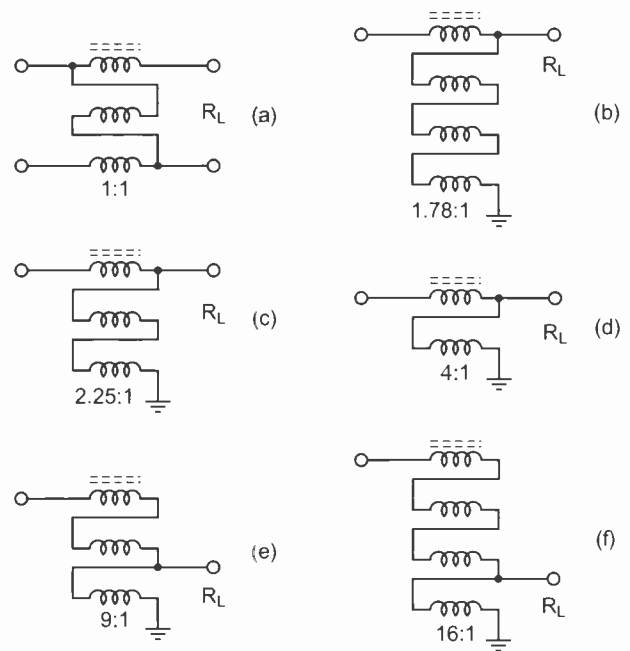 R_L (a)
1:1
R_L
(b)
1.78:1
R_L (c)
2.25:1
R_L (d)
4:1
(e)
R_L
9:1
(f)
R_L
16:1